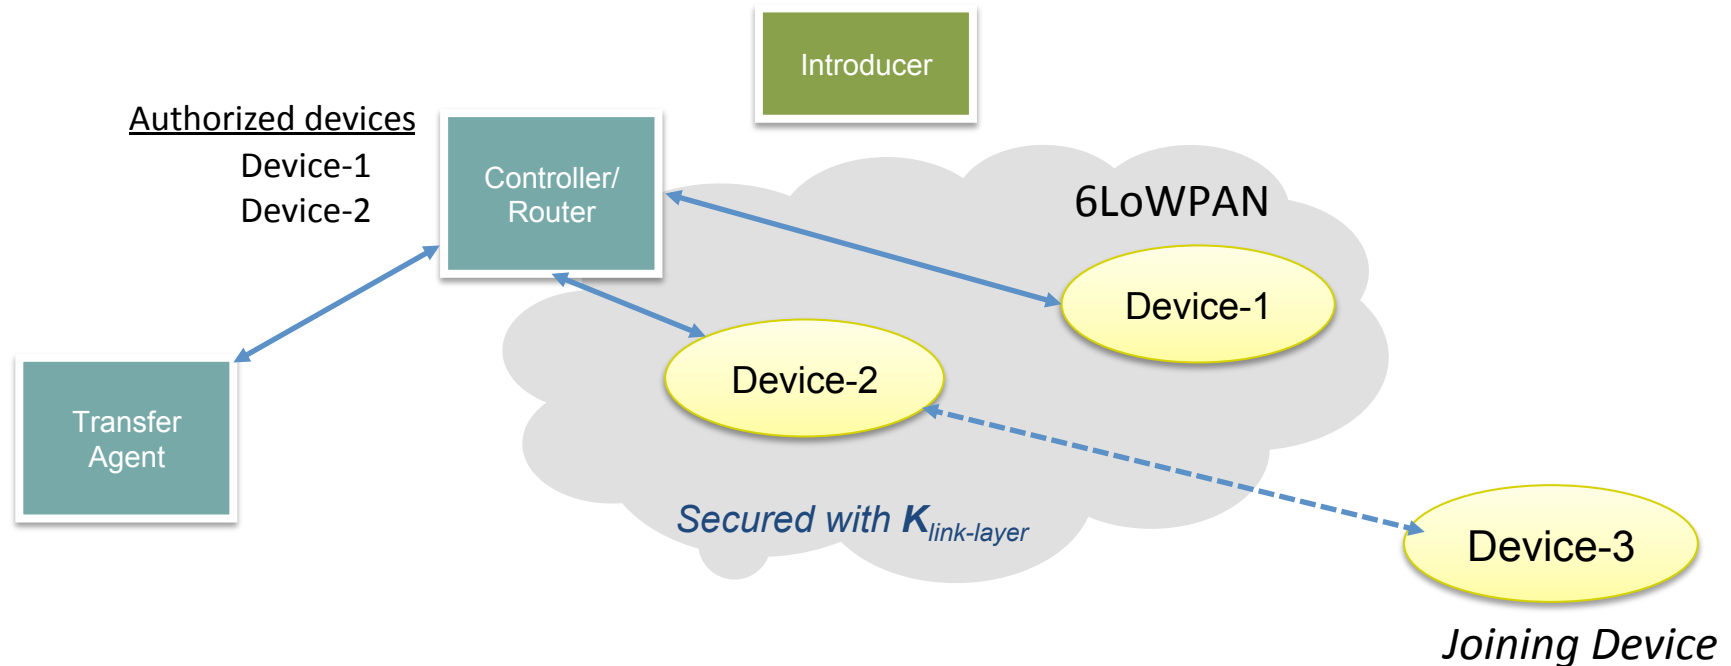 Introducer
Authorized devices
Device-1
Device-2
Controller/
Router
6LoWPAN
Device-1
Device-2
Transfer
Agent
Secured with K link-layer
Device-3
Joining Device